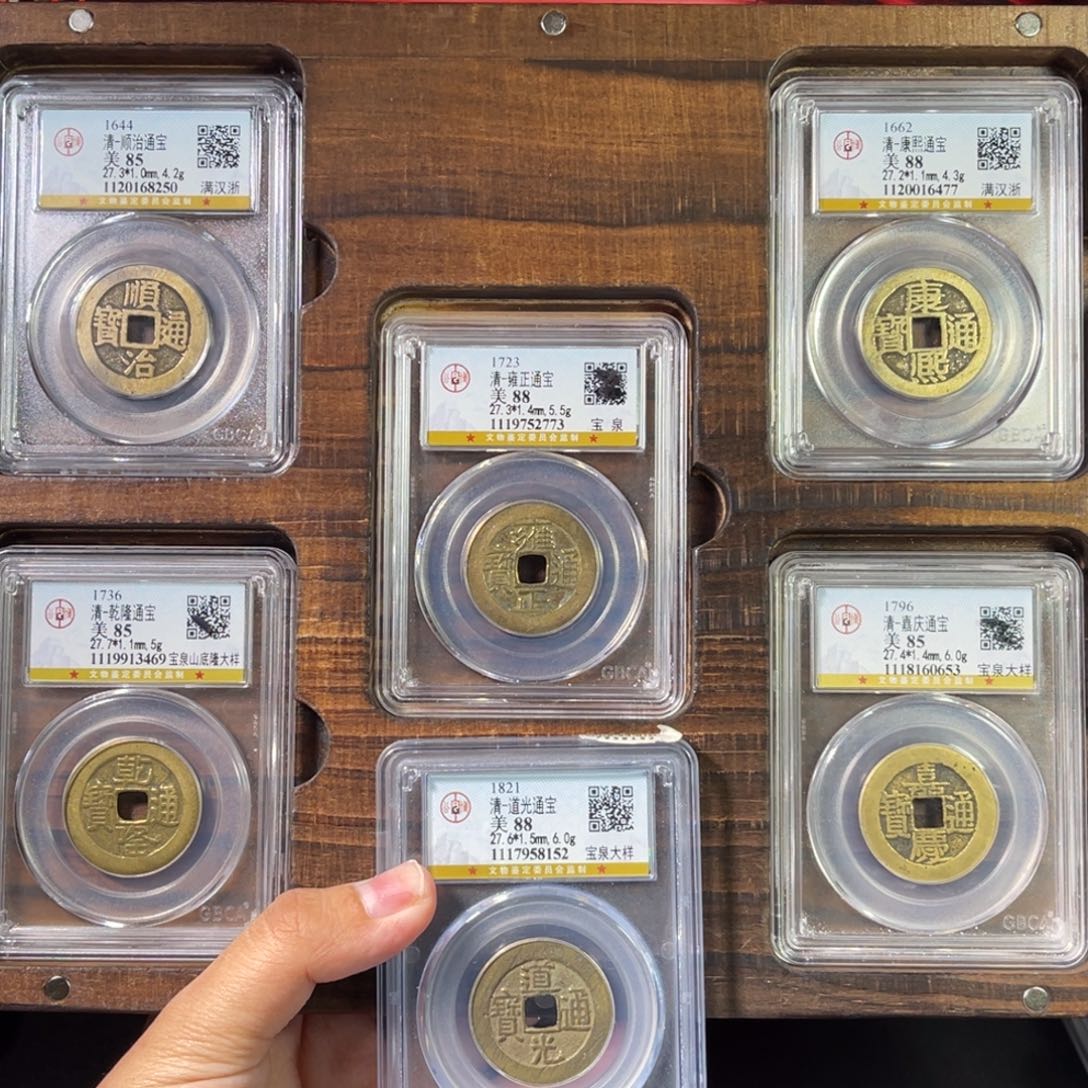 1644
清-顺治通宝
美 85
27.3*1.0mm,4.2g
1120168250 满汉浙
★ 文物鉴定委员会监制 ★
順治通寶
GBCA
1662
清-康熙通宝
美 88
27.2*1.1mm,4.3g
1120016477 满汉浙
★ 文物鉴定委员会监制 ★
康熙通寶
GBCA
1723
清-雍正通宝
美 88
27.3*1.4mm,5.5g
1119752773 宝 泉
★ 文物鉴定委员会监制 ★
雍正通寶
GBCA
1736
清-乾隆通宝
美 85
27.7*1.1mm,5g
1119913469 宝泉山底隆大样
★ 文物鉴定委员会监制 ★
乾隆通寶
GBCA
1796
清-嘉庆通宝
美 85
27.4*1.4mm,6.0g
1118160653 宝泉大样
★ 文物鉴定委员会监制 ★
嘉慶通寶
GBCA
1821
清-道光通宝
美 88
27.6*1.5mm,6.0g
1117958152 宝泉大样
★ 文物鉴定委员会监制 ★
道光通寶